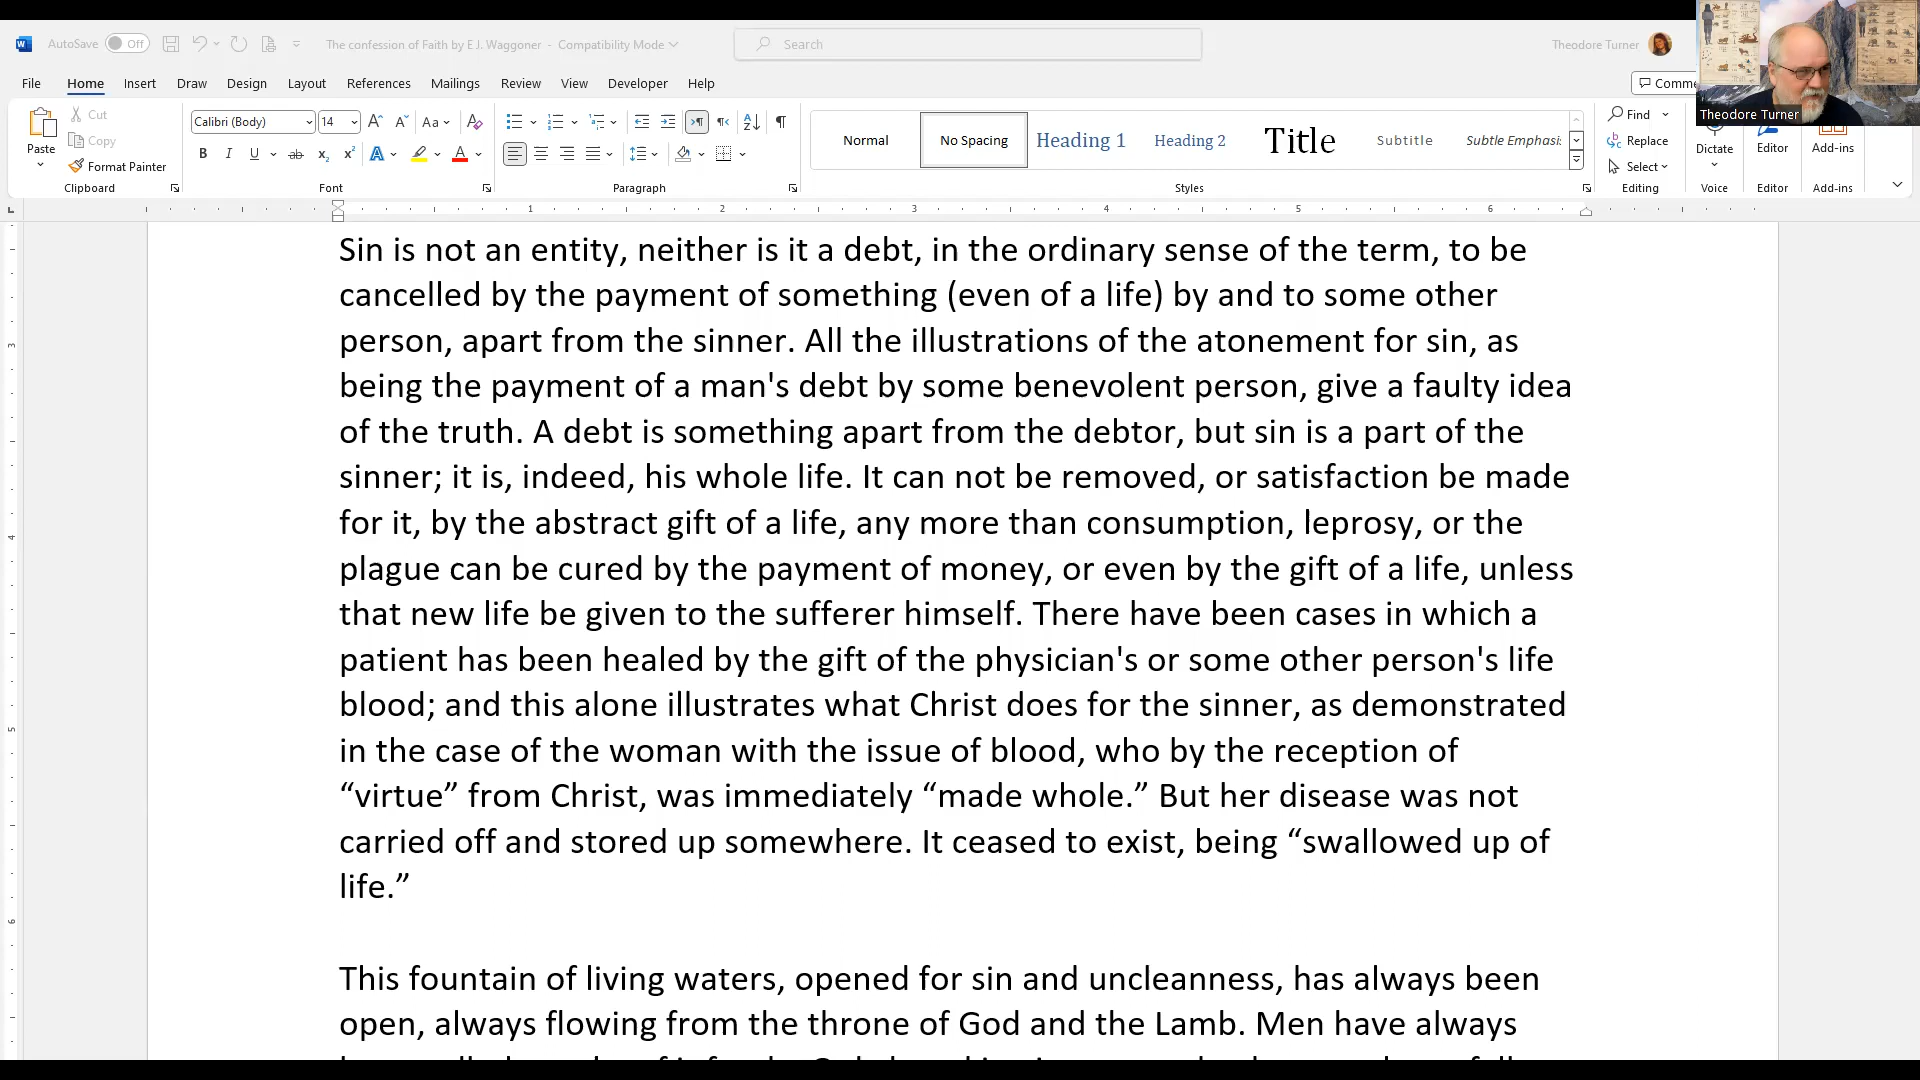 AutoSave Off The confession of Faith by E J. Waggoner - Compatibility Mode Search Theodore Turner
File Home Insert Draw Design Layout References Mailings Review View Developer Help Comme
Theodore Turner
Paste Cut Copy Format Painter
Calibri (Body) 14
Normal No Spacing Heading 1 Heading 2 Title Subtitle Subtle Emphasis
Find Replace Select Dictate Editor Add-ins
Clipboard Font Paragraph Styles Editing Voice Editor Add-ins
1 2 3 4 5 6
Sin is not an entity, neither is it a debt, in the ordinary sense of the term, to be
cancelled by the payment of something (even of a life) by and to some other
person, apart from the sinner. All the illustrations of the atonement for sin, as
being the payment of a man's debt by some benevolent person, give a faulty idea
of the truth. A debt is something apart from the debtor, but sin is a part of the
sinner; it is, indeed, his whole life. It can not be removed, or satisfaction be made
for it, by the abstract gift of a life, any more than consumption, leprosy, or the
plague can be cured by the payment of money, or even by the gift of a life, unless
that new life be given to the sufferer himself. There have been cases in which a
patient has been healed by the gift of the physician's or some other person's life
blood; and this alone illustrates what Christ does for the sinner, as demonstrated
in the case of the woman with the issue of blood, who by the reception of
“virtue” from Christ, was immediately “made whole.” But her disease was not
carried off and stored up somewhere. It ceased to exist, being “swallowed up of
life.”
This fountain of living waters, opened for sin and uncleanness, has always been
open, always flowing from the throne of God and the Lamb. Men have always